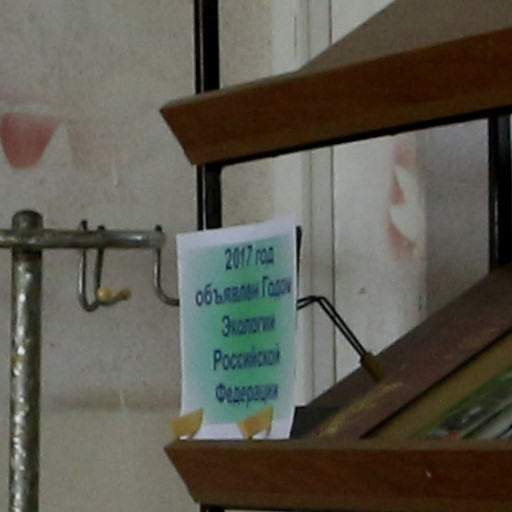 2017 год
объявлен Годом
Экологии
Российской
Федерации